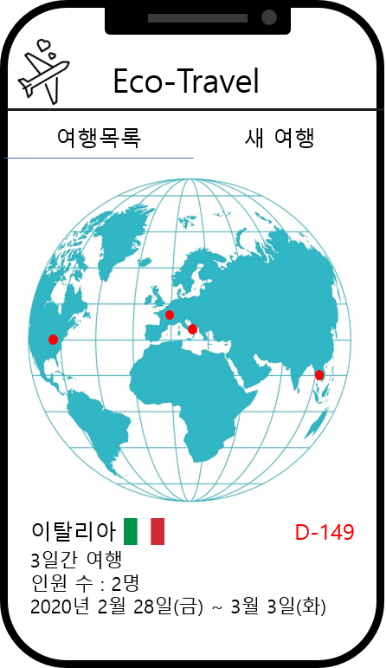 Eco-Travel
여행목록 새 여행
이탈리아 D-149
3일간 여행
인원 수 : 2명
2020년 2월 28일(금) ~ 3월 3일(화)